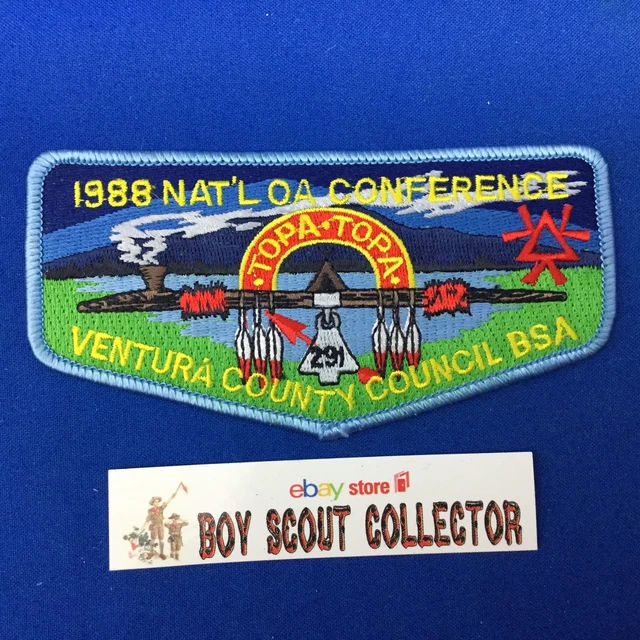 1988 NAT'L OA CONFERENCE
TOPA•TOPA
291
VENTURA COUNTY COUNCIL BSA
ebay store
BOY SCOUT COLLECTOR